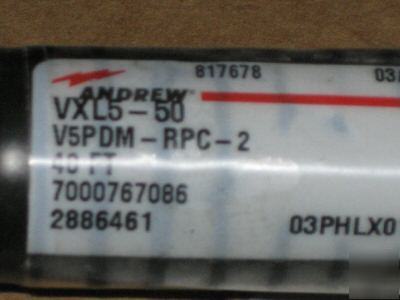 817678
ANDREW
VXL5-50
V5PDM-RPC-2
40 FT
7000767086
2886461
03PHLX0